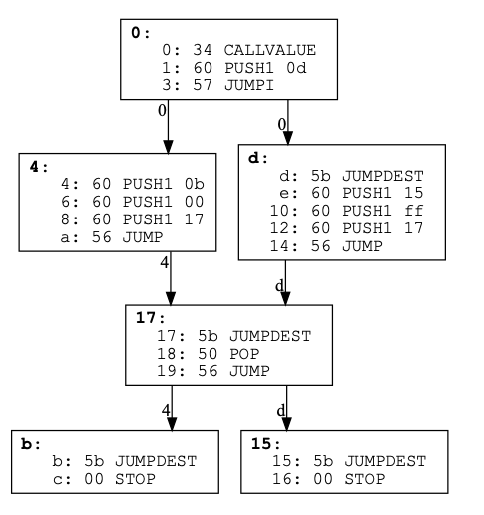 0:
0: 34 CALLVALUE
1: 60 PUSH1 0d
3: 57 JUMPI
0
0
4:
4: 60 PUSH1 0b
6: 60 PUSH1 00
8: 60 PUSH1 17
a: 56 JUMP
d:
d: 5b JUMPDEST
e: 60 PUSH1 15
10: 60 PUSH1 ff
12: 60 PUSH1 17
14: 56 JUMP
4
d
17:
17: 5b JUMPDEST
18: 50 POP
19: 56 JUMP
4
d
b:
b: 5b JUMPDEST
c: 00 STOP
15:
15: 5b JUMPDEST
16: 00 STOP